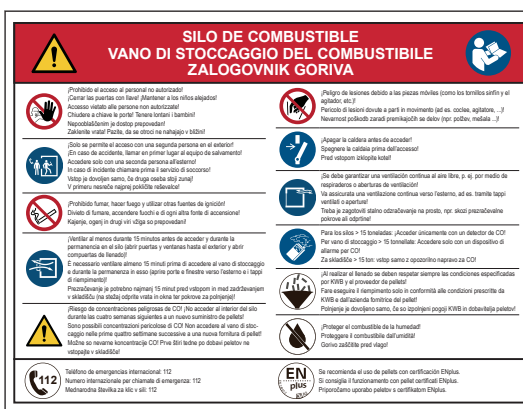 SILO DE COMBUSTIBLE
VANO DI STOCCAGGIO DEL COMBUSTIBILE
ZALOGOVNIK GORIVA
¡Prohibido el acceso al personal no autorizado!
¡Cerrar las puertas con llave! ¡Mantener a los niños alejados!
Accesso vietato alle persone non autorizzate!
Chiudere a chiave le porte! Tenere lontani i bambini!
Nepooblaščenim je dostop prepovedan!
Zaklenite vrata! Pazite, da se otroci ne nahajajo v bližini!
¡Solo se permite el acceso con una segunda persona en el exterior!
¡En caso de accidente, llamar en primer lugar al equipo de salvamento!
Accedere solo con una seconda persona all'esterno!
In caso di incidente chiamare prima il servizio di soccorso!
Vstop je dovoljen samo, če druga oseba stoji zunaj!
V primeru nesreče najprej pokličite reševalce!
¡Prohibido fumar, hacer fuego y utilizar otras fuentes de ignición!
Divieto di fumare, accendere fuochi e di ogni altra fonte di accensione!
Kajenje, ogenj in drugi viri vžiga so prepovedani!
¡Ventilar al menos durante 15 minutos antes de acceder y durante la
permanencia en el silo (abrir puertas y ventanas hasta el exterior y abrir
compuertas de llenado)!
È necessario ventilare almeno 15 minuti prima di accedere al vano di stoccaggio
e durante la permanenza in esso (aprire porte e finestre verso l'esterno e i tappi
di riempimento)!
Prezračevanje je potrebno najmanj 15 minut pred vstopom in med zadrževanjem
v skladišču (na stežaj odprite vrata in okna ter pokrove za polnjenje)!
¡Riesgo de concentraciones peligrosas de CO! ¡No acceder al interior del silo
durante las cuatro semanas siguientes a un nuevo suministro de pellets!
Sono possibili concentrazioni pericolose di CO! Non accedere al vano di stoc-
caggio nelle prime quattro settimane successive a una nuova fornitura di pellet!
Možne so nevarne koncentracije CO! Prve štiri tedne po dobavi peletov ne
vstopajte v skladišče!
¡Peligro de lesiones debido a las piezas móviles (como los tornillos sinfín y el
agitador, etc.)!
Pericolo di lesioni dovute a parti in movimento (ad es. coclee, agitatore, ...)!
Nevarnost poškodb zaradi premikajočih se delov (npr. polžev, mešala ...)!
¡Apagar la caldera antes de acceder!
Spegnere la caldaia prima dell'accesso!
Pred vstopom izklopite kotel!
¡Se debe garantizar una ventilación continua al aire libre, p. ej. por medio de
respiraderos o aberturas de ventilación!
Va assicurata una ventilazione continua verso l'esterno, ad es. tramite tappi
ventilati o aperture!
Treba je zagotoviti stalno odzračevanje na prosto, npr. skozi prezračevalne
pokrove ali odprtine!
Para los silos > 15 toneladas: ¡Acceder únicamente con un detector de CO!
Per vano di stoccaggio > 15 tonnellate: Accedere solo con un dispositivo di
allarme per CO!
Za skladišče > 15 ton: vstop samo z opozorilno napravo za CO!
¡Al realizar el llenado se deben respetar siempre las condiciones especificadas
por KWB y el proveedor de pellets!
Fare eseguire il riempimento solo in conformità alle condizioni prescritte da
KWB e dall'azienda fornitrice del pellet!
Polnjenje je dovoljeno samo, če so izpolnjeni pogoji KWB in dobavitelja peletov!
¡Proteger el combustible de la humedad!
Proteggere il combustibile dall'umidità!
Gorivo zaščitite pred vlago!
112
Teléfono de emergencias internacional: 112
Numero internazionale per chiamate di emergenza: 112
Mednarodna številka za klic v sili: 112
EN
plus
Se recomienda el uso de pellets con certificación ENplus.
Si consiglia il funzionamento con pellet certificati ENplus.
Priporočamo uporabo peletov s certifikatom ENplus.